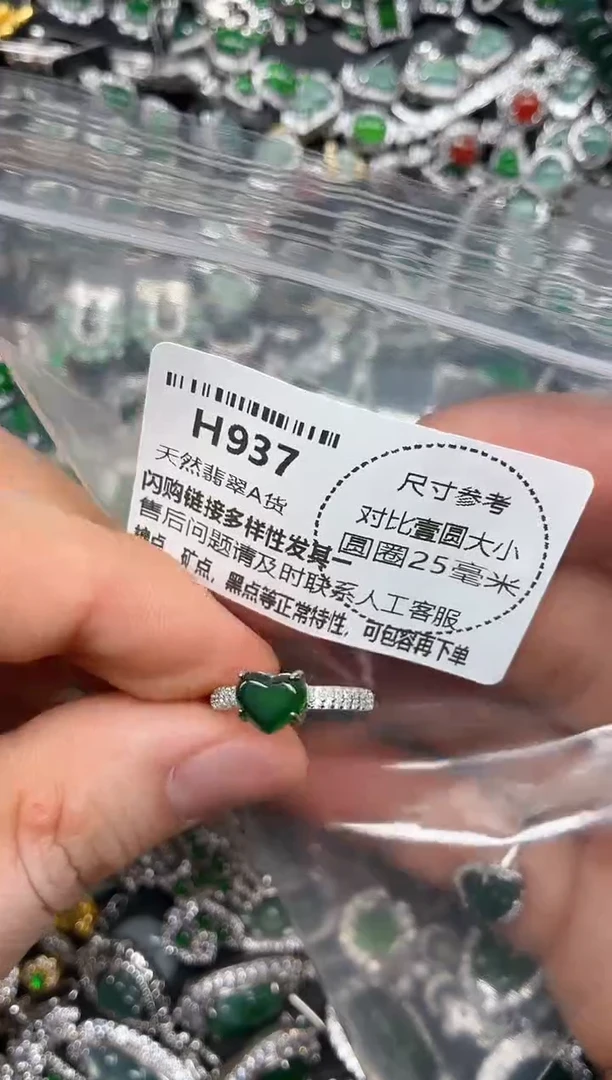 H937
天然翡翠A货
闪购链接多样性发其一
售后问题请及时联系人工客服
棉点，矿点，黑点等正常特性，可包容再下单
尺寸参考
对比壹圆大小
圆圈25毫米